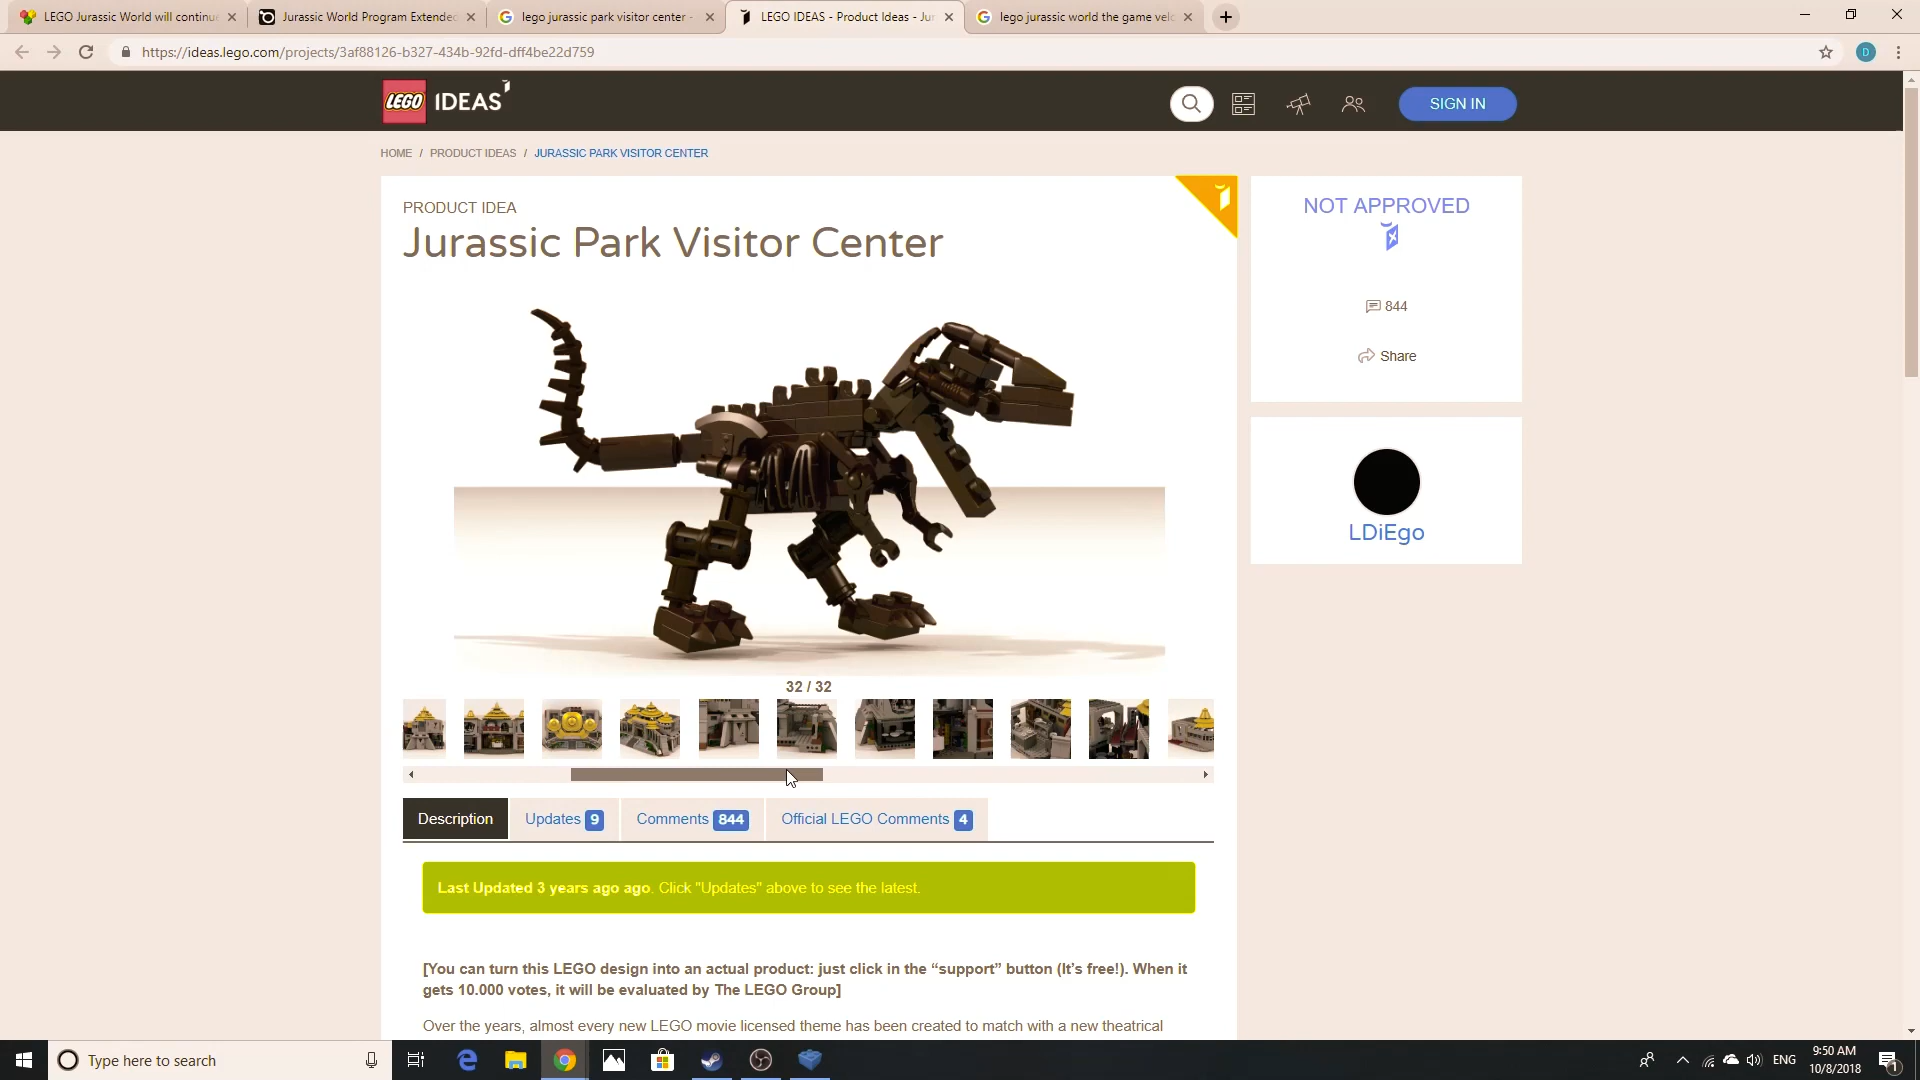 LEGO Jurassic World will continue
Jurassic World Program Extended
lego jurassic park visitor center -
LEGO IDEAS - Product Ideas - Jur
lego jurassic world the game velo
https://ideas.lego.com/projects/3af88126-b327-434b-92fd-dff4be22d759
D
LEGO IDEAS
SIGN IN
HOME / PRODUCT IDEAS / JURASSIC PARK VISITOR CENTER
PRODUCT IDEA
Jurassic Park Visitor Center
NOT APPROVED
844
Share
LDiEgo
32 / 32
Description
Updates 9
Comments 844
Official LEGO Comments 4
Last Updated 3 years ago ago. Click "Updates" above to see the latest.
[You can turn this LEGO design into an actual product: just click in the “support” button (It’s free!). When it
gets 10.000 votes, it will be evaluated by The LEGO Group]
Over the years, almost every new LEGO movie licensed theme has been created to match with a new theatrical
Type here to search
ENG
9:50 AM
10/8/2018
1